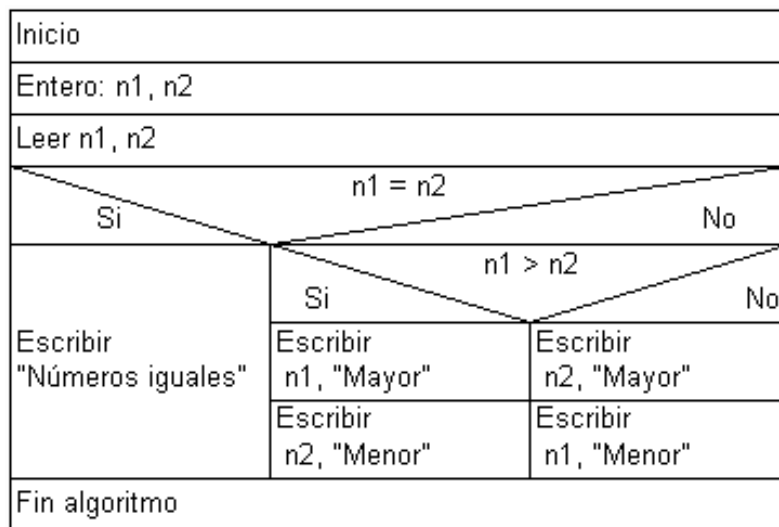 Inicio
Entero: n1, n2
Leer n1, n2
n1 = n2
Si
No
n1 > n2
Si
No
Escribir
"Números iguales"
Escribir
n1, "Mayor"
Escribir
n2, "Mayor"
Escribir
n2, "Menor"
Escribir
n1, "Menor"
Fin algoritmo